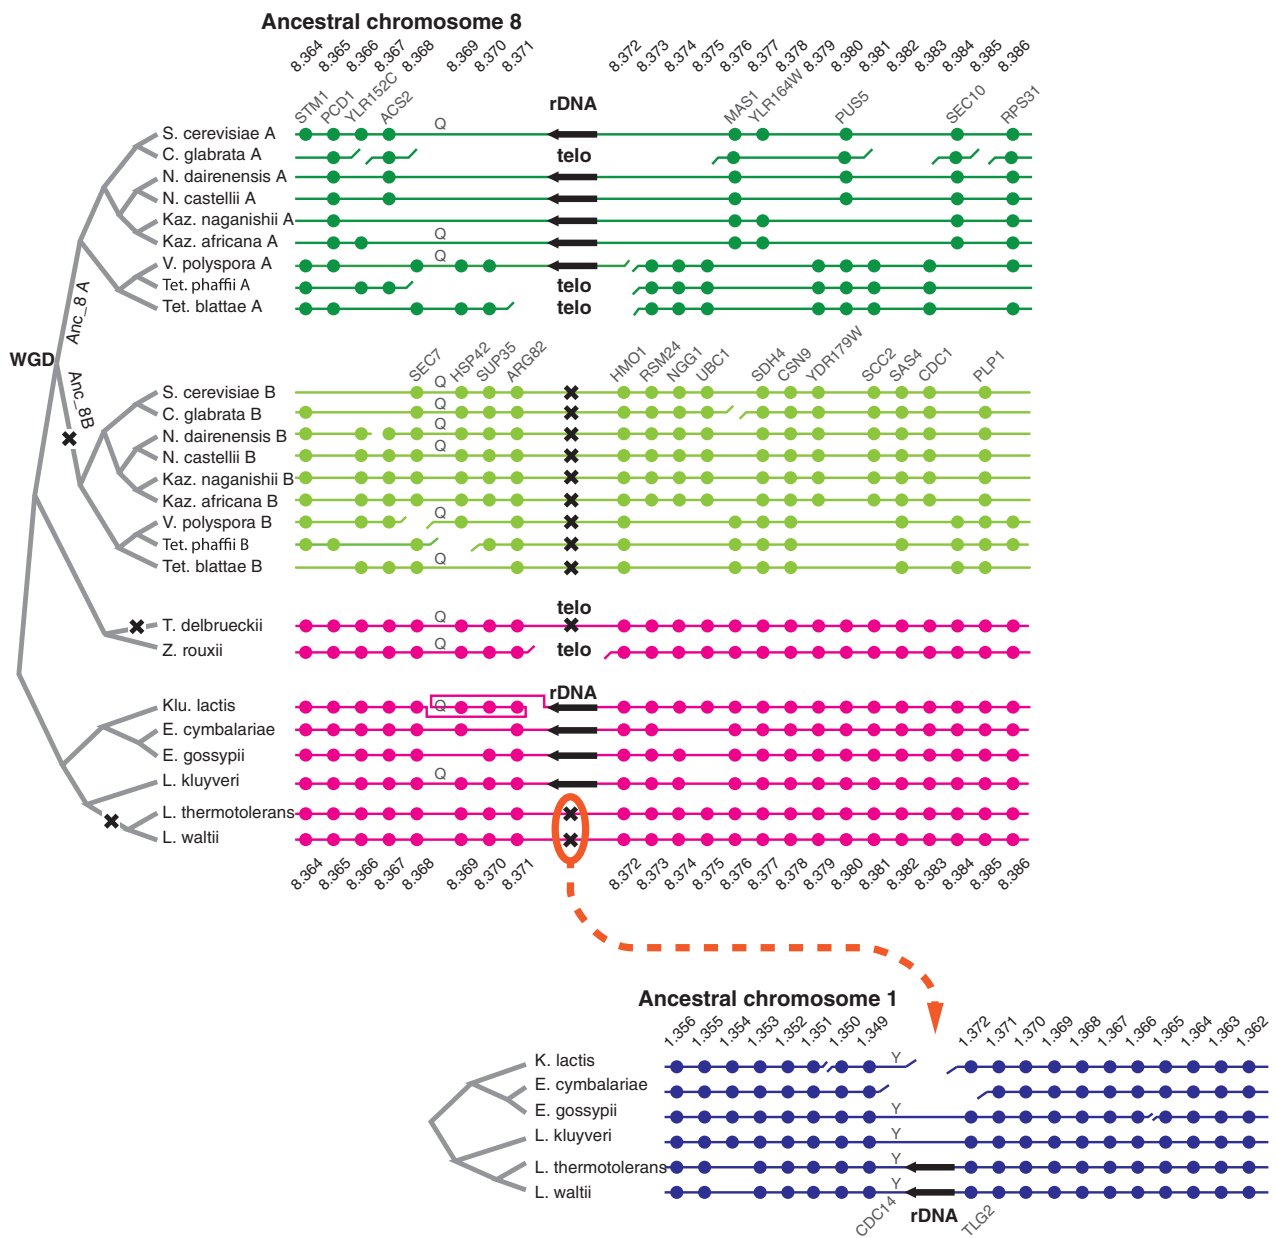 Ancestral chromosome 8
8.364 8.365 8.366 8.367 8.368 8.369 8.370 8.371 8.372 8.373 8.374 8.375 8.376 8.377 8.378 8.379 8.380 8.381 8.382 8.383 8.384 8.385 8.386
STM1 PCD1 YLR152C ACS2 rDNA MAS1 YLR164W PUS5 SEC10 RPS31
S. cerevisiae A Q
C. glabrata A telo
N. dairenensis A
N. castellii A
Kaz. naganishii A
Kaz. africana A Q
V. polyspora A Q
Tet. phaffii A telo
Tet. blattae A telo
Anc_8 A
WGD
Anc_8B
SEC7 HSP42 SUP35 ARG82 HMO1 RSM24 NGG1 UBC1 SDH4 CSN9 YDR179W SCC2 SAS4 CDC1 PLP1
S. cerevisiae B Q
C. glabrata B Q
N. dairenensis B Q
N. castellii B Q
Kaz. naganishii B
Kaz. africana B
V. polyspora B Q
Tet. phaffii B
Tet. blattae B Q
telo
T. delbrueckii Q
Z. rouxii Q telo
rDNA
Klu. lactis Q
E. cymbalariae
E. gossypii
L. kluyveri Q
L. thermotolerans
L. waltii
8.364 8.365 8.366 8.367 8.368 8.369 8.370 8.371 8.372 8.373 8.374 8.375 8.376 8.377 8.378 8.379 8.380 8.381 8.382 8.383 8.384 8.385 8.386
Ancestral chromosome 1
1.356 1.355 1.354 1.353 1.352 1.351 1.350 1.349 1.372 1.371 1.370 1.369 1.368 1.367 1.366 1.365 1.364 1.363 1.362
K. lactis Y
E. cymbalariae
E. gossypii Y
L. kluyveri Y
L. thermotolerans Y
L. waltii Y
CDC14 rDNA TLG2